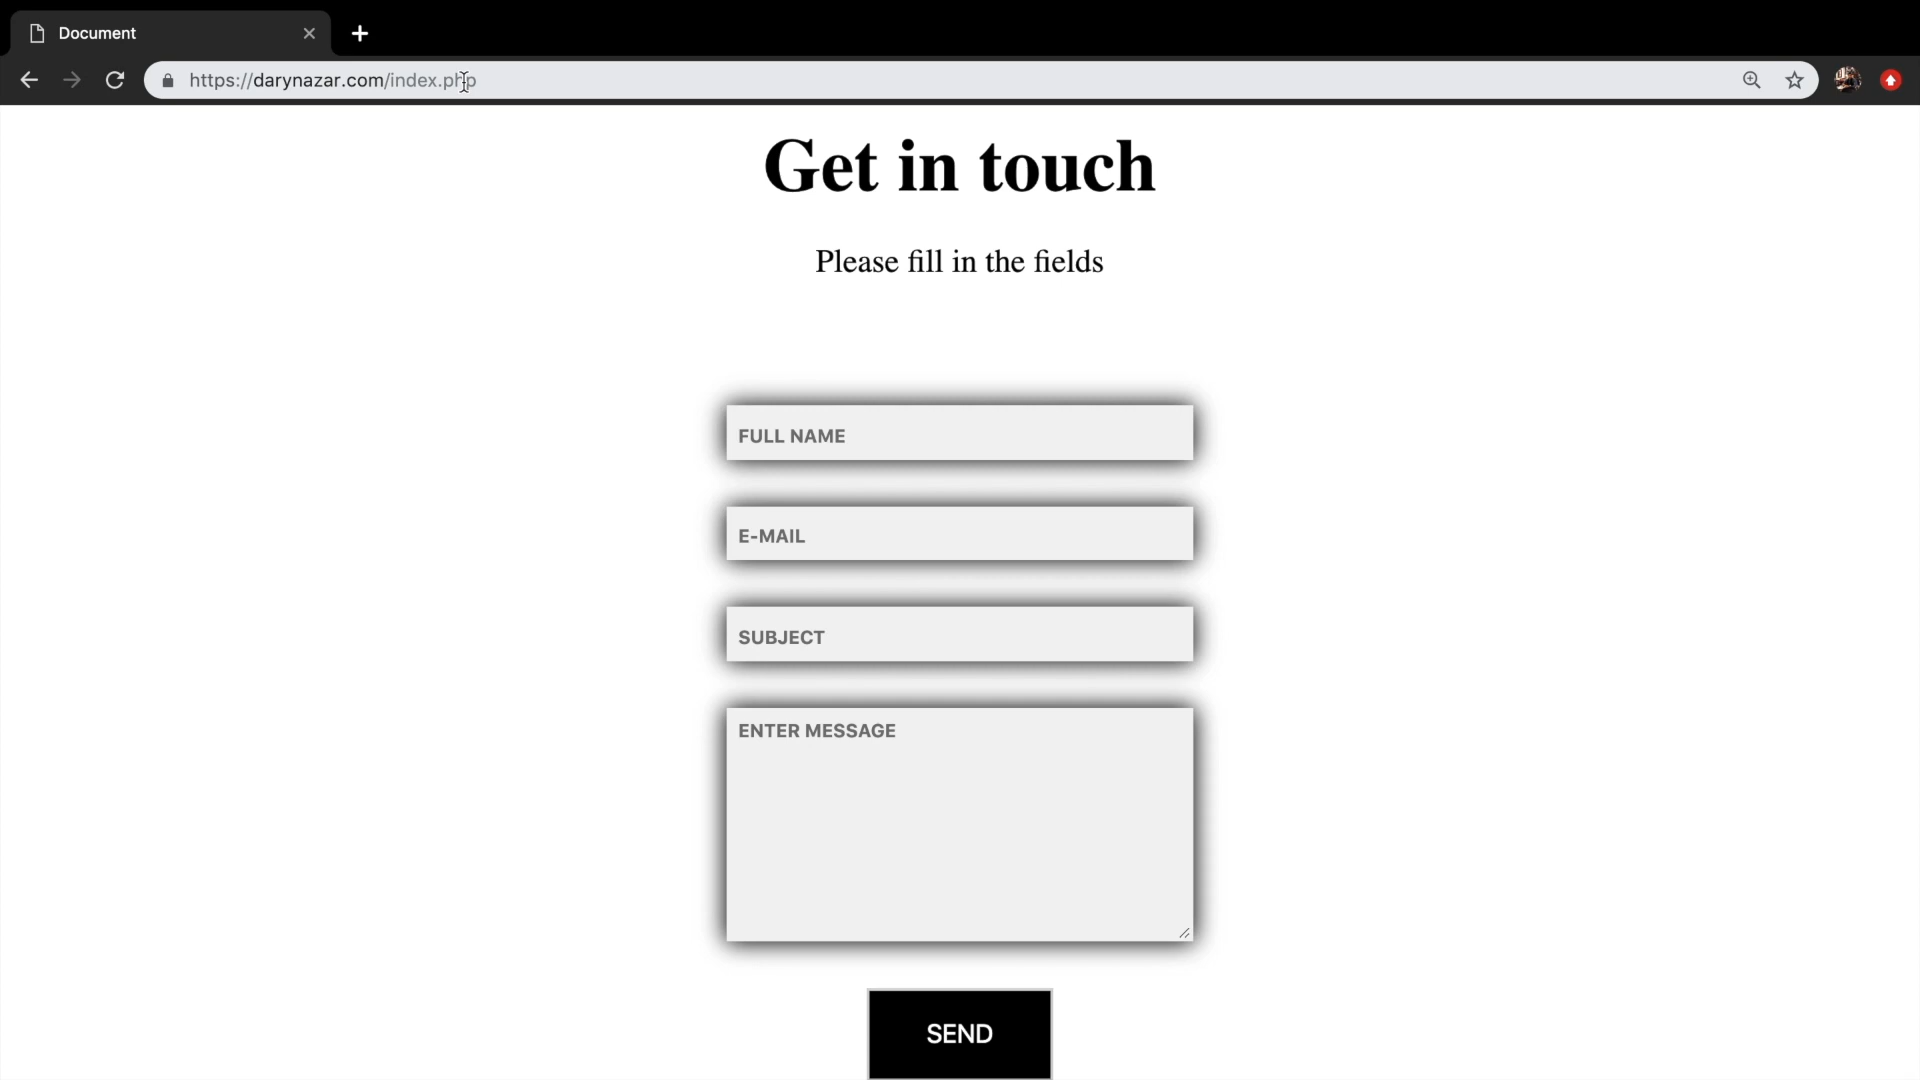 Document
https://darynazar.com/index.php
Get in touch
Please fill in the fields
FULL NAME
E-MAIL
SUBJECT
ENTER MESSAGE
SEND